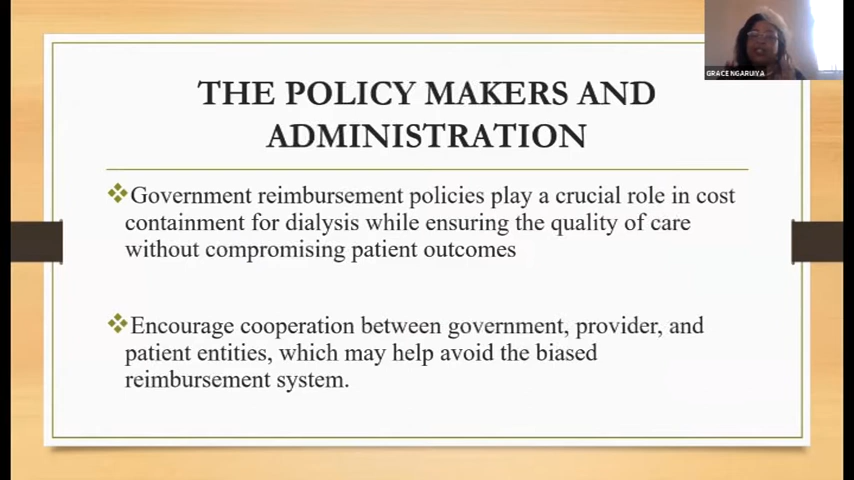 GRACE NGARUIYA
THE POLICY MAKERS AND
ADMINISTRATION
Government reimbursement policies play a crucial role in cost
containment for dialysis while ensuring the quality of care
without compromising patient outcomes
Encourage cooperation between government, provider, and
patient entities, which may help avoid the biased
reimbursement system.